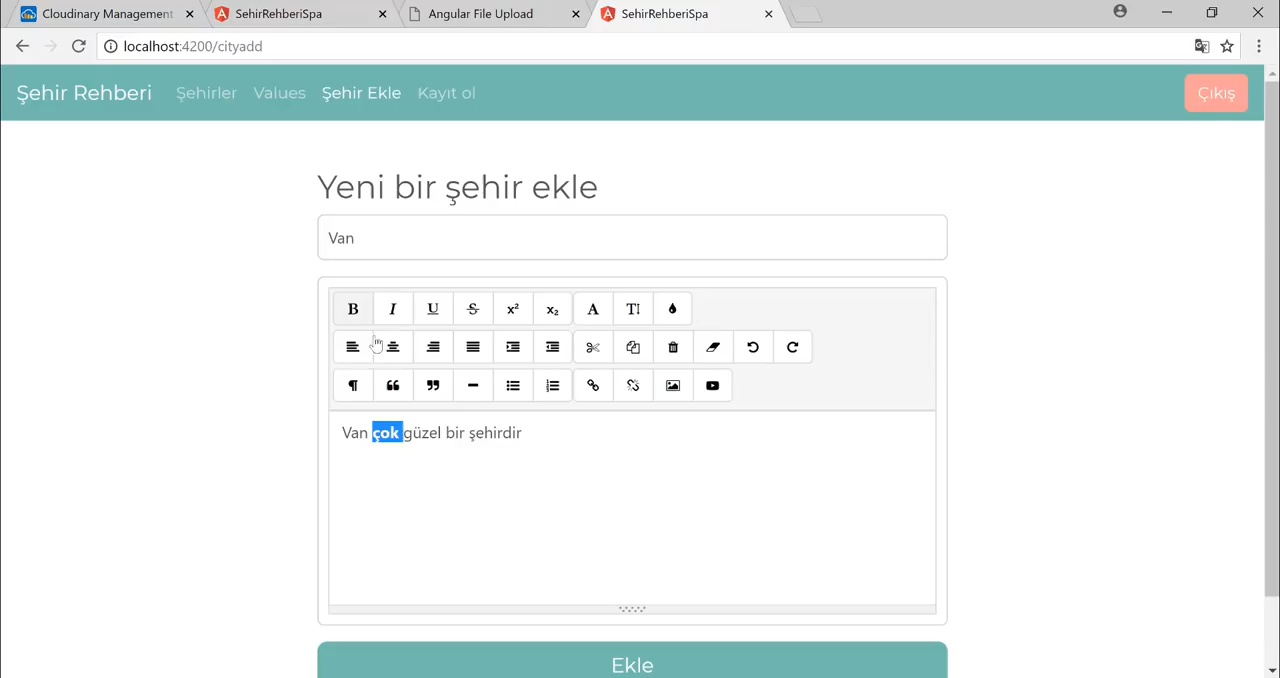 Cloudinary Management
SehirRehberiSpa
Angular File Upload
SehirRehberiSpa
localhost:4200/cityadd
Şehir Rehberi Şehirler Values Şehir Ekle Kayıt ol Çıkış
Yeni bir şehir ekle
Van
B I U S x² x₂ A T
Van çok güzel bir şehirdir
Ekle